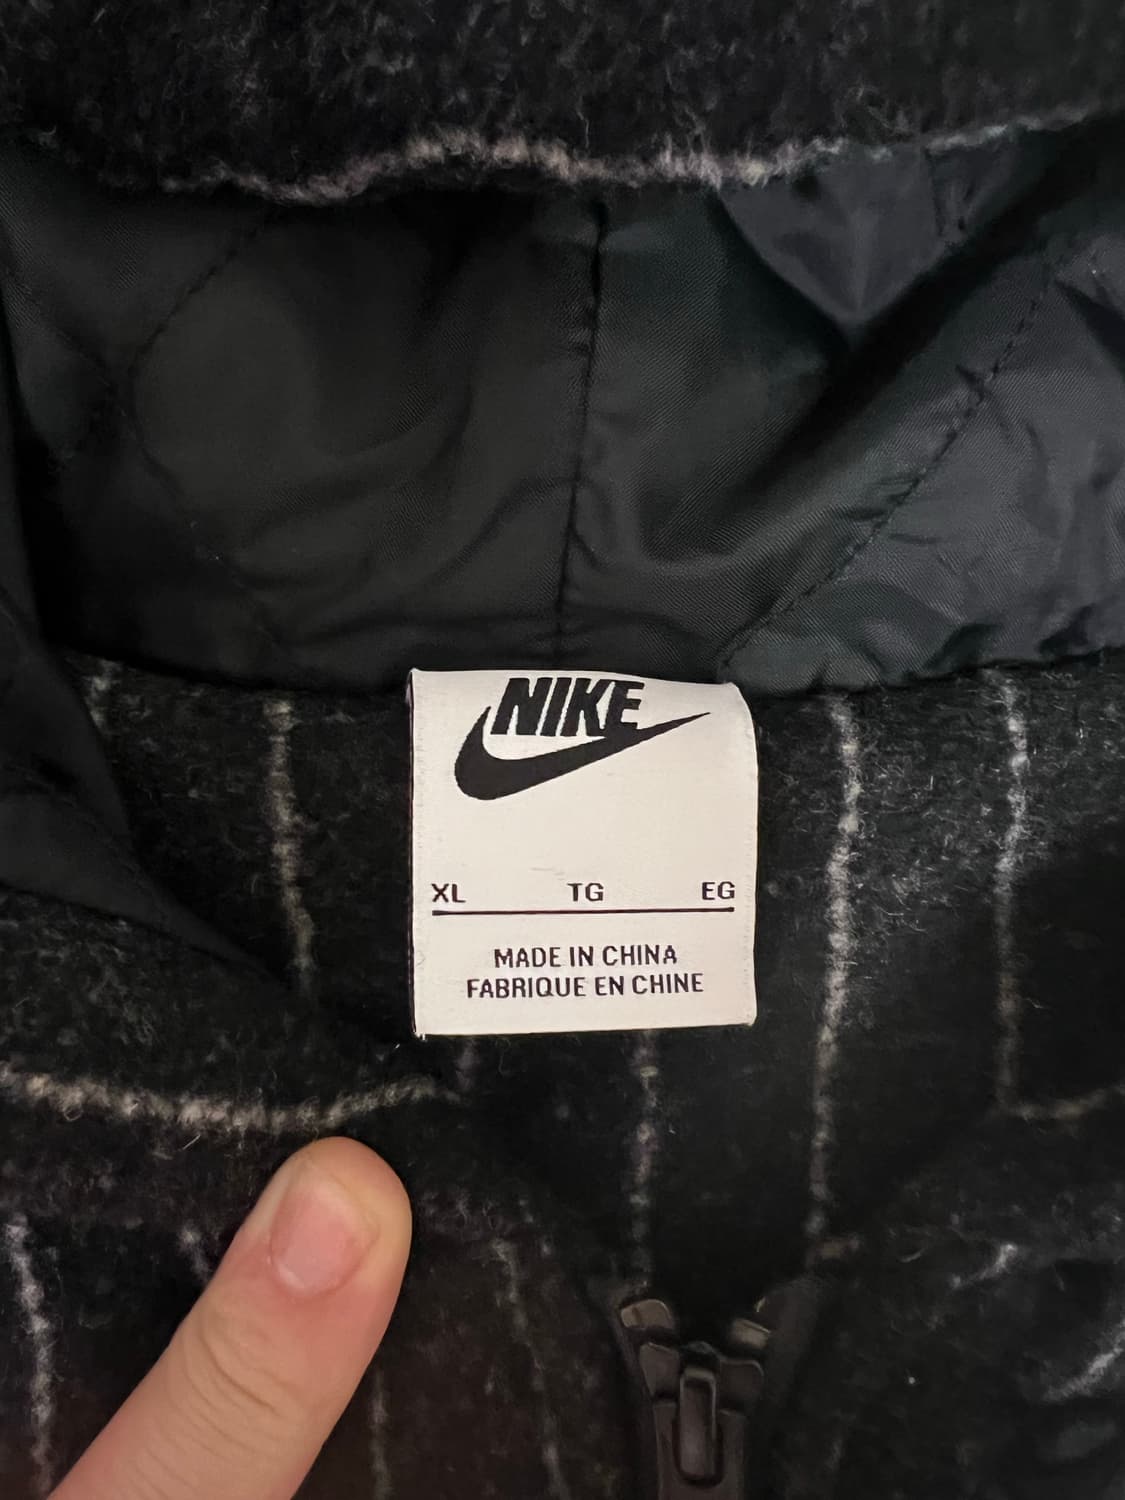 NIKE
XL TG EG
MADE IN CHINA
FABRIQUE EN CHINE